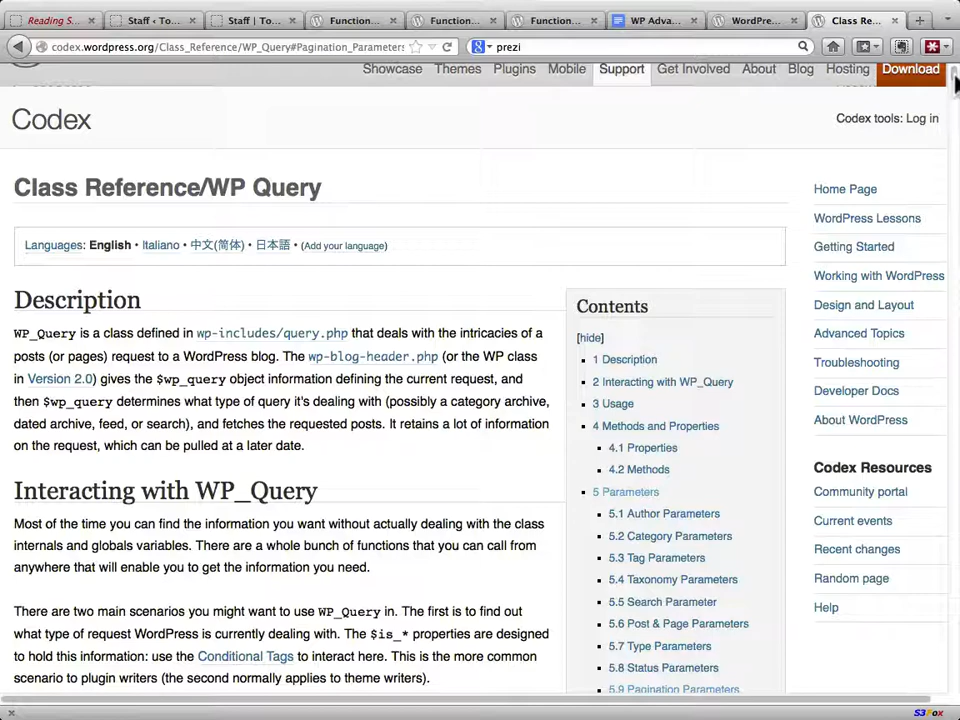 Reading S...
Staff ‹ To...
Staff | To...
Function...
Function...
Function...
WP Adva...
WordPre...
Class Re...
codex.wordpress.org/Class_Reference/WP_Query#Pagination_Parameters
prezi
Showcase Themes Plugins Mobile Support Get Involved About Blog Hosting Download
Codex
Codex tools: Log in
Class Reference/WP Query
Languages: English • Italiano • 中文(简体) • 日本語 • (Add your language)
Description
WP_Query is a class defined in wp-includes/query.php that deals with the intricacies of a
posts (or pages) request to a WordPress blog. The wp-blog-header.php (or the WP class
in Version 2.0) gives the $wp_query object information defining the current request, and
then $wp_query determines what type of query it's dealing with (possibly a category archive,
dated archive, feed, or search), and fetches the requested posts. It retains a lot of information
on the request, which can be pulled at a later date.
Interacting with WP_Query
Most of the time you can find the information you want without actually dealing with the class
internals and globals variables. There are a whole bunch of functions that you can call from
anywhere that will enable you to get the information you need.
There are two main scenarios you might want to use WP_Query in. The first is to find out
what type of request WordPress is currently dealing with. The $is_* properties are designed
to hold this information: use the Conditional Tags to interact here. This is the more common
scenario to plugin writers (the second normally applies to theme writers).
Contents
[hide]
1 Description
2 Interacting with WP_Query
3 Usage
4 Methods and Properties
4.1 Properties
4.2 Methods
5 Parameters
5.1 Author Parameters
5.2 Category Parameters
5.3 Tag Parameters
5.4 Taxonomy Parameters
5.5 Search Parameter
5.6 Post & Page Parameters
5.7 Type Parameters
5.8 Status Parameters
5.9 Pagination Parameters
Home Page
WordPress Lessons
Getting Started
Working with WordPress
Design and Layout
Advanced Topics
Troubleshooting
Developer Docs
About WordPress
Codex Resources
Community portal
Current events
Recent changes
Random page
Help
S3Fox